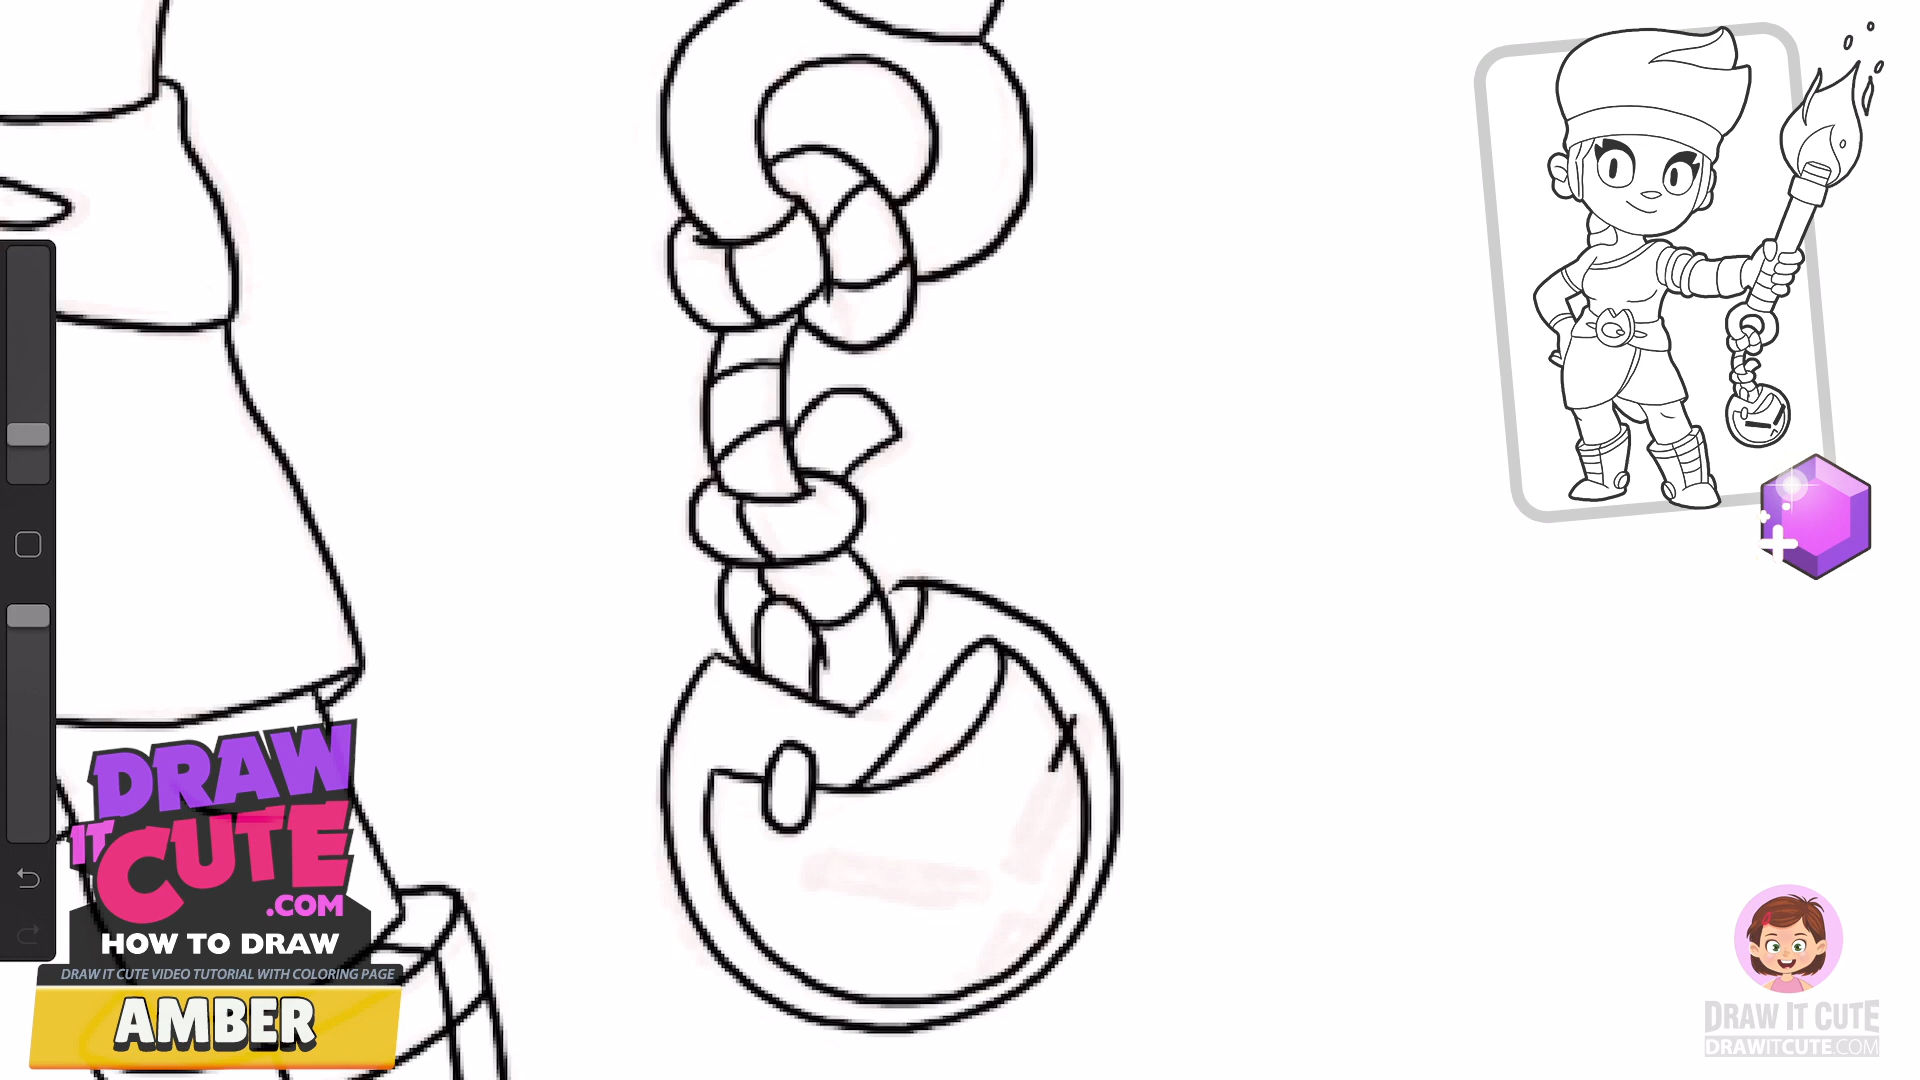 DRAW
IT CUTE
.COM
HOW TO DRAW
DRAW IT CUTE VIDEO TUTORIAL WITH COLORING PAGE
AMBER
DRAW IT CUTE
DRAWITCUTE.COM